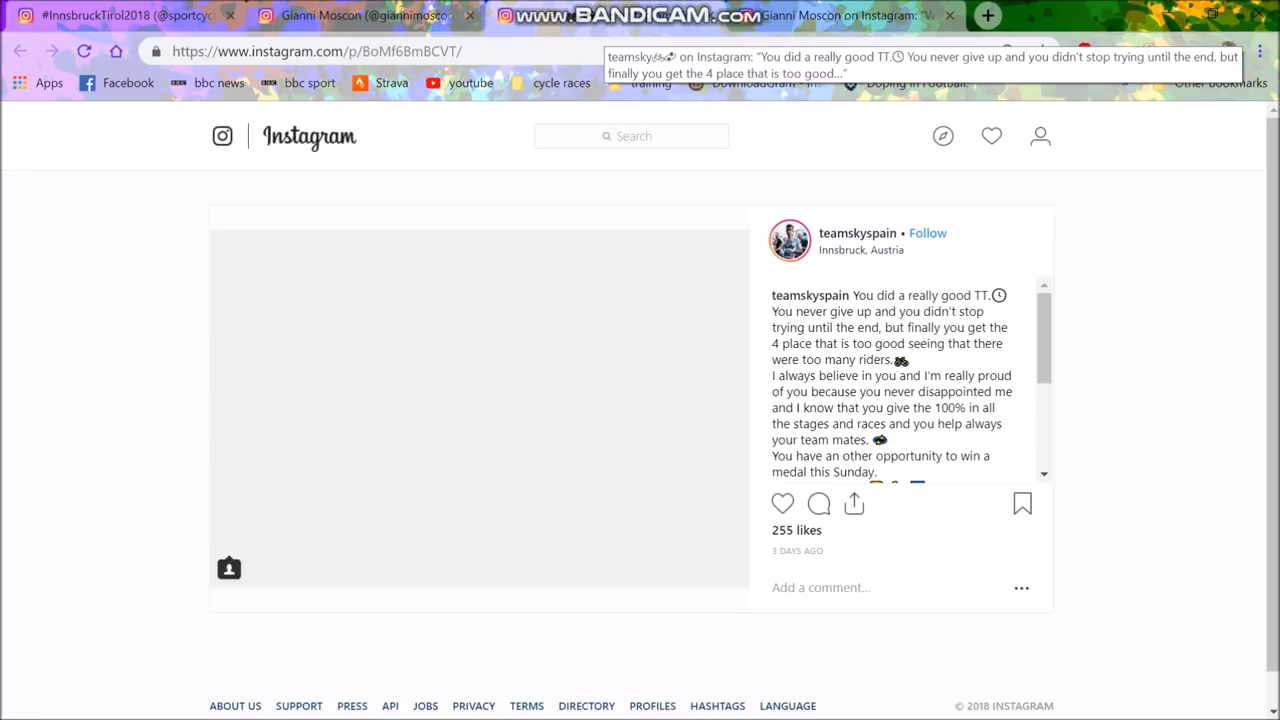 #InnsbruckTirol2018 (@sportcyc
Gianni Moscon (@giannimosco
www.BANDICAM.com
Gianni Moscon on Instagram: "W
https://www.instagram.com/p/BoMf6BmBCVT/
teamsky on Instagram: "You did a really good TT. You never give up and you didn't stop trying until the end, but
finally you get the 4 place that is too good..."
Apps
Facebook
bbc news
bbc sport
Strava
youtube
cycle races
training
DownloadGram - Ins
Doping in Football.
Other bookmarks
Instagram
Search
teamskyspain • Follow
Innsbruck, Austria
teamskyspain You did a really good TT.
You never give up and you didn't stop
trying until the end, but finally you get the
4 place that is too good seeing that there
were too many riders.
I always believe in you and I'm really proud
of you because you never disappointed me
and I know that you give the 100% in all
the stages and races and you help always
your team mates.
You have an other opportunity to win a
medal this Sunday.
255 likes
3 DAYS AGO
Add a comment...
ABOUT US
SUPPORT
PRESS
API
JOBS
PRIVACY
TERMS
DIRECTORY
PROFILES
HASHTAGS
LANGUAGE
© 2018 INSTAGRAM